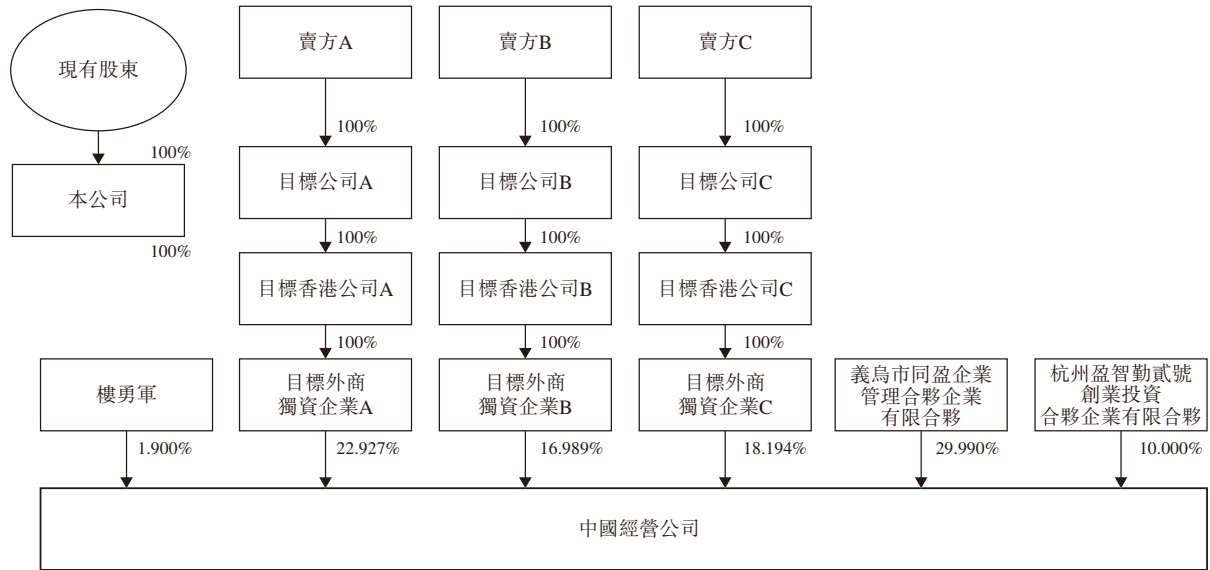 現有股東
賣方A
賣方B
賣方C
100%
100%
100%
100%
本公司
目標公司A
目標公司B
目標公司C
100%
100%
100%
100%
目標香港公司A
目標香港公司B
目標香港公司C
100%
100%
100%
樓勇軍
目標外商
獨資企業A
目標外商
獨資企業B
目標外商
獨資企業C
義烏市同盈企業
管理合夥企業
有限合夥
杭州盈智勤貳號
創業投資
合夥企業有限合夥
1.900%
22.927%
16.989%
18.194%
29.990%
10.000%
中國經營公司